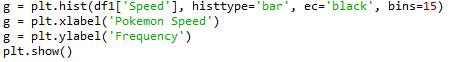 g = plt.hist(df1['Speed'], histtype='bar', ec='black', bins=15)
g = plt.xlabel('Pokemon Speed')
g = plt.ylabel('Frequency')
plt.show()